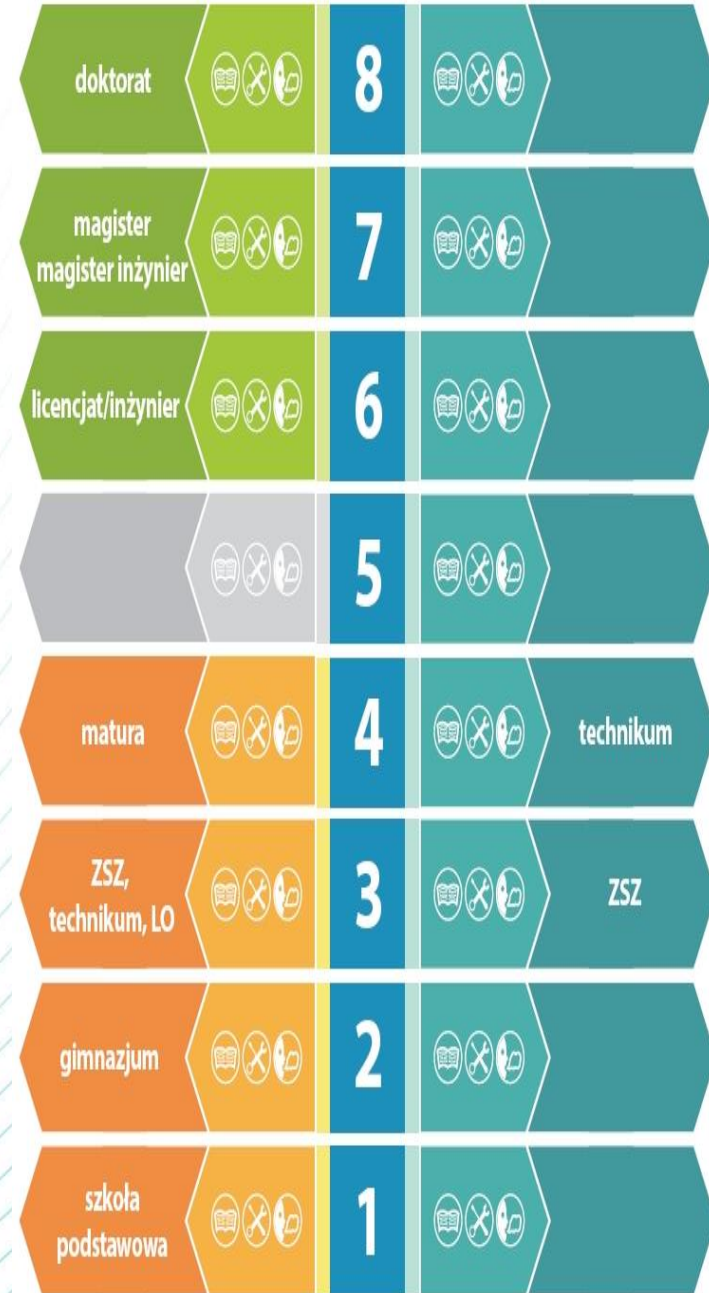 doktorat
8
magister
magister inżynier
7
licencjat/inżynier
6
5
matura
4
technikum
ZSZ,
technikum, LO
3
ZSZ
gimnazjum
2
szkoła
podstawowa
1